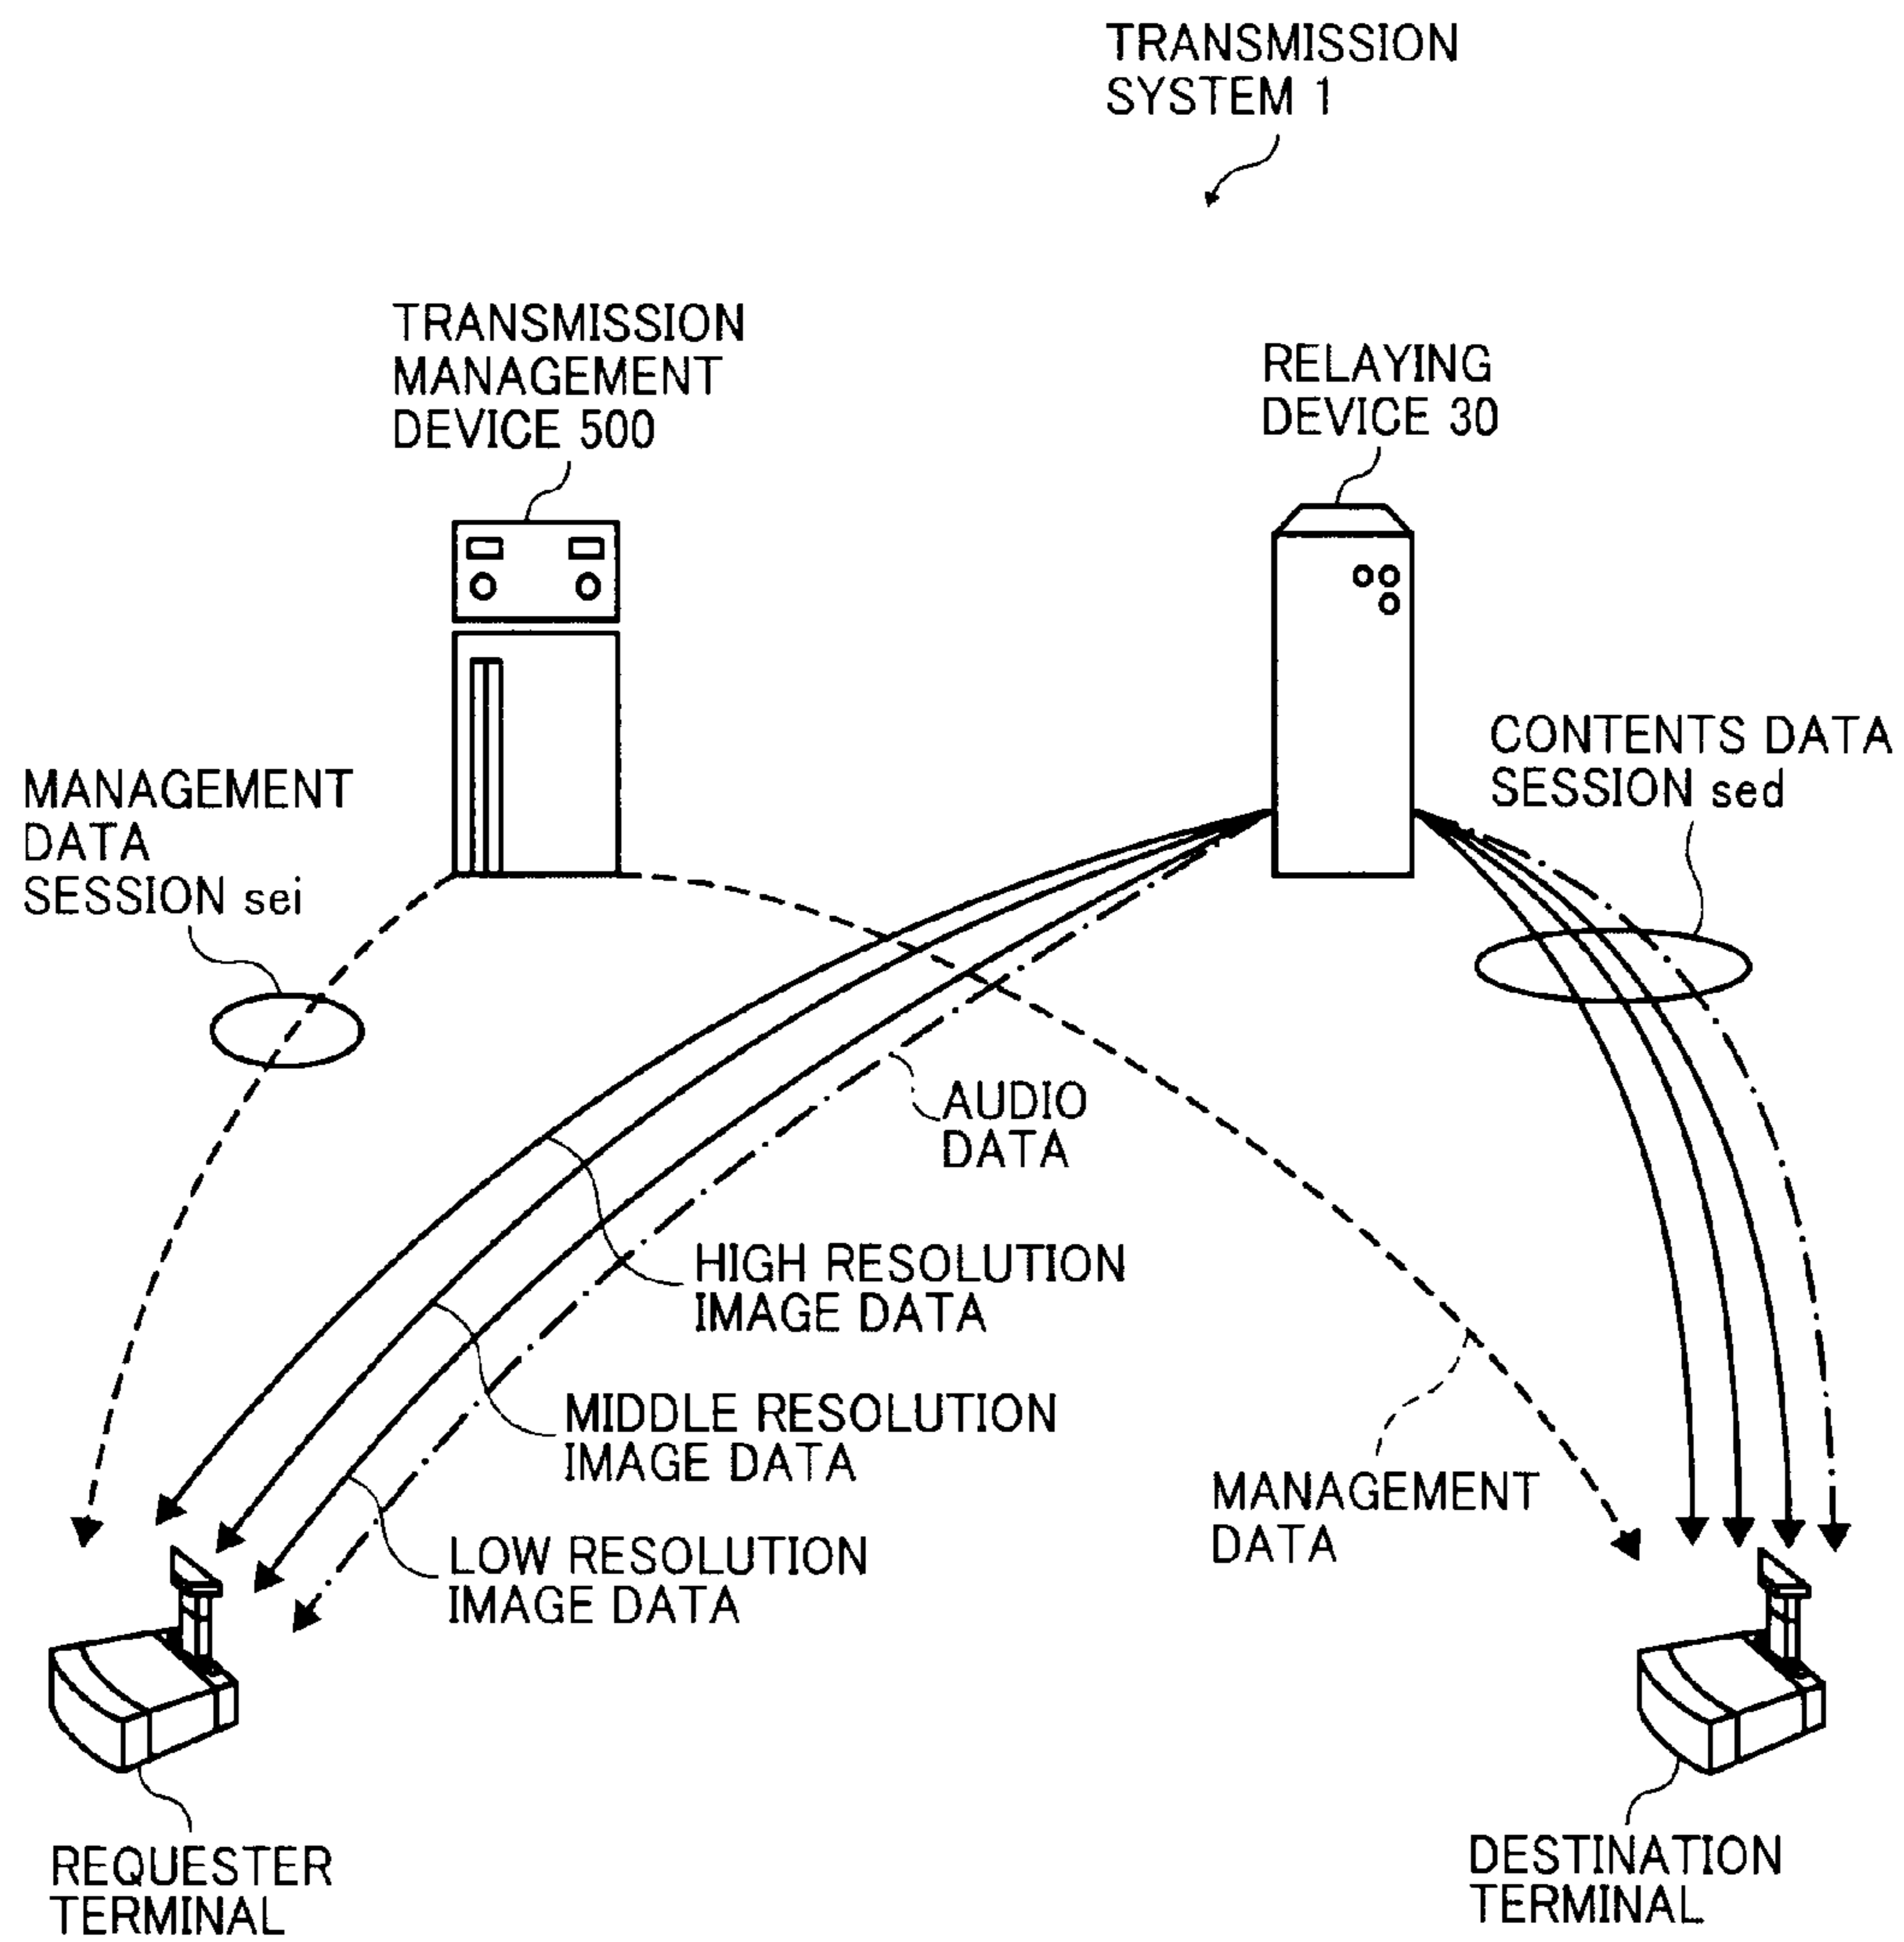 TRANSMISSION
SYSTEM 1
TRANSMISSION
MANAGEMENT
DEVICE 500
RELAYING
DEVICE 30
MANAGEMENT
DATA
SESSION sei
CONTENTS DATA
SESSION sed
AUDIO
DATA
HIGH RESOLUTION
IMAGE DATA
MIDDLE RESOLUTION
IMAGE DATA
MANAGEMENT
DATA
LOW RESOLUTION
IMAGE DATA
REQUESTER
TERMINAL
DESTINATION
TERMINAL